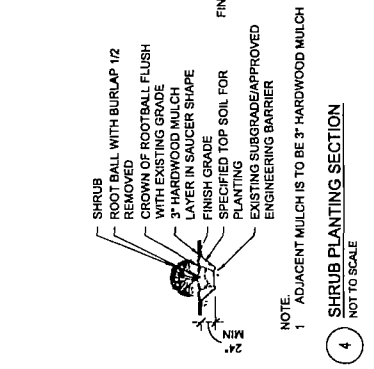 SHRUB
ROOT BALL WITH BURLAP 1/2
REMOVED
CROWN OF ROOTBALL FLUSH
WITH EXISTING GRADE
3" HARDWOOD MULCH
LAYER IN SAUCER SHAPE
FINISH GRADE
SPECIFIED TOP SOIL FOR
PLANTING
EXISTING SUBGRADE/APPROVED
ENGINEERING BARRIER
24"
MIN
FIN
NOTE.
1 ADJACENT MULCH IS TO BE 3" HARDWOOD MULCH
4
SHRUB PLANTING SECTION
NOT TO SCALE